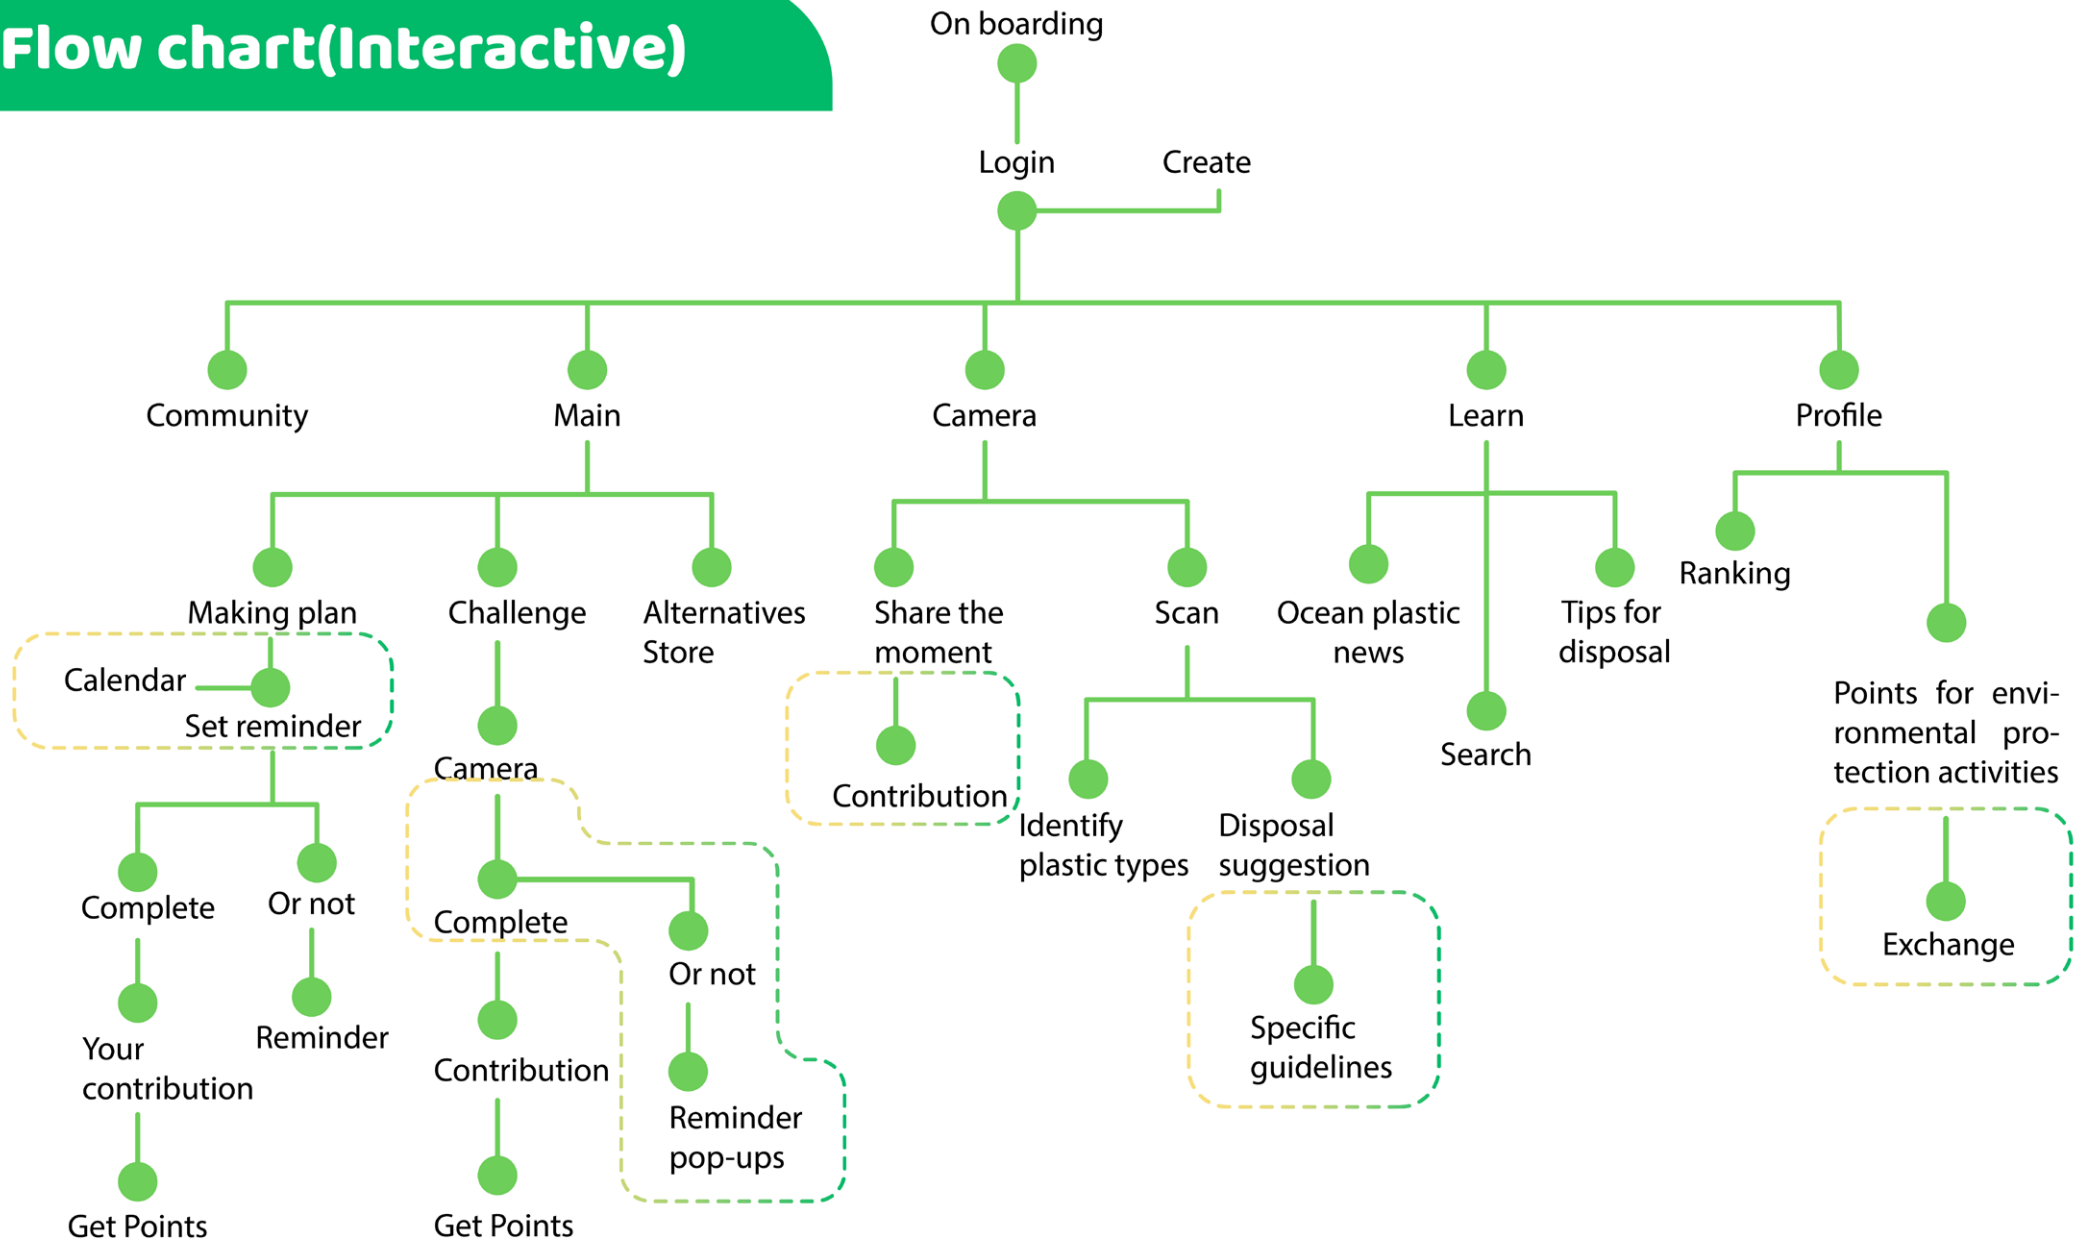 Flow chart(Interactive)
On boarding
Login
Create
Community
Main
Camera
Learn
Profile
Making plan
Challenge
Alternatives
Store
Share the
moment
Scan
Ocean plastic
news
Tips for
disposal
Ranking
Calendar
Set reminder
Camera
Contribution
Search
Points for envi-
ronmental pro-
tection activities
Identify
plastic types
Disposal
suggestion
Complete
Or not
Complete
Or not
Exchange
Your
contribution
Reminder
Contribution
Reminder
pop-ups
Specific
guidelines
Get Points
Get Points